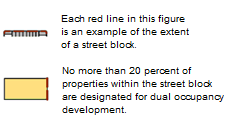 Each red line in this figure
is an example of the extent
of a street block.
No more than 20 percent of
properties within the street block
are designated for dual occupancy
development.